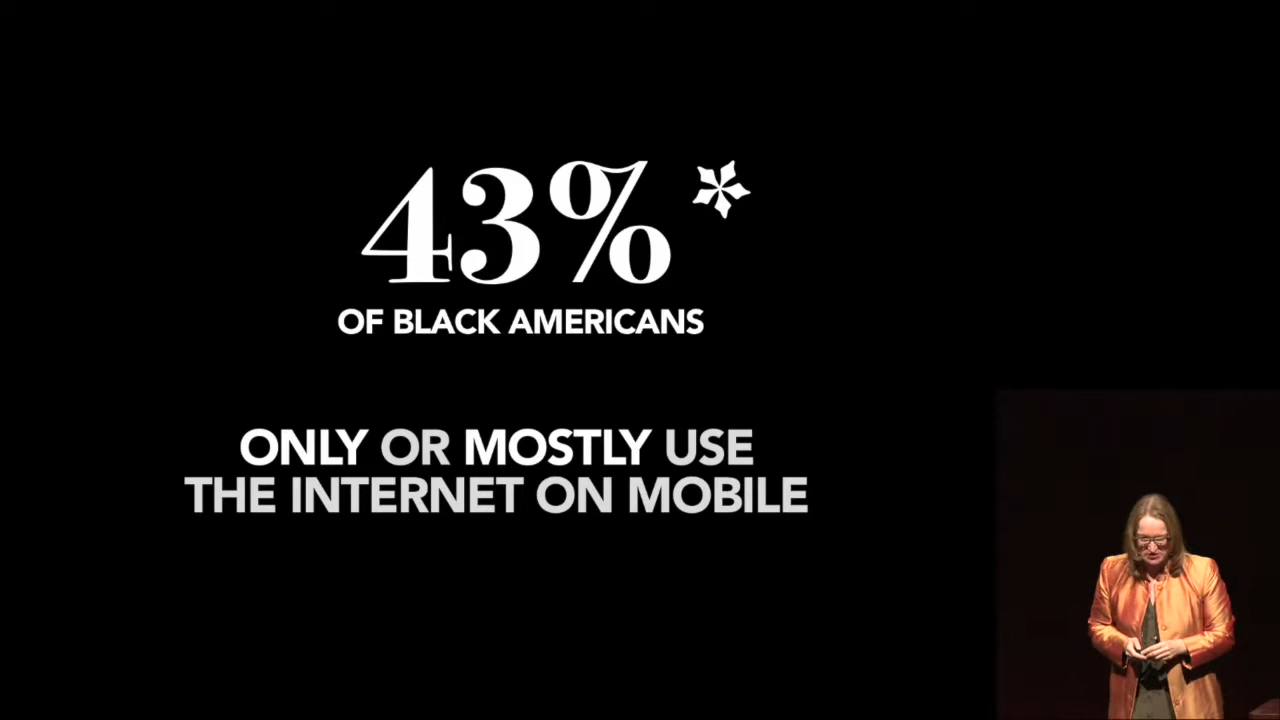 43%*
OF BLACK AMERICANS
ONLY OR MOSTLY USE
THE INTERNET ON MOBILE